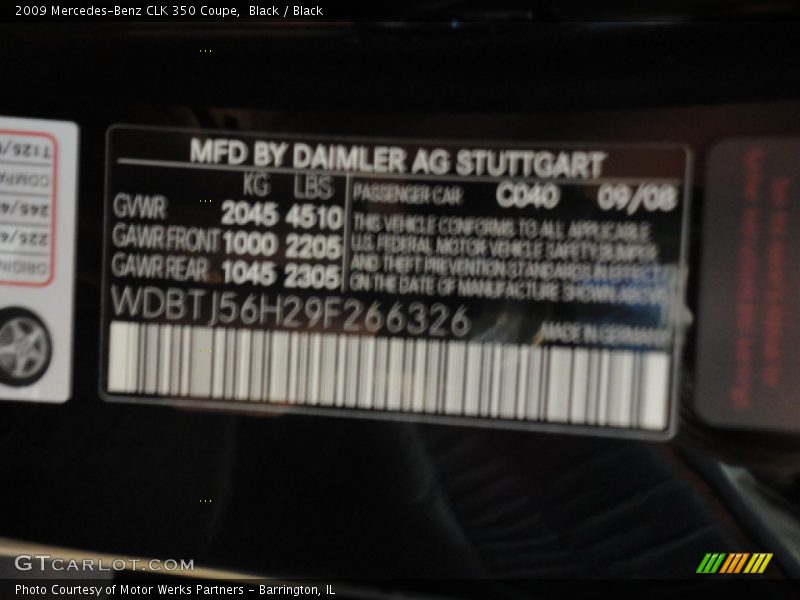 2009 Mercedes-Benz CLK 350 Coupe,  Black / Black
MFD BY DAIMLER AG STUTTGART
KG LBS
GVWR 2045 4510
GAWR FRONT 1000 2205
GAWR REAR 1045 2305
PASSENGER CAR C040 09/08
THIS VEHICLE CONFORMS TO ALL APPLICABLE
U.S. FEDERAL MOTOR VEHICLE SAFETY BUMPER
AND THEFT PREVENTION STANDARDS IN EFFECT
ON THE DATE OF MANUFACTURE SHOWN ABOVE
WDBTJ56H29F266326
MADE IN GERMANY
GTCARLOT.COM
Photo Courtesy of Motor Werks Partners - Barrington, IL